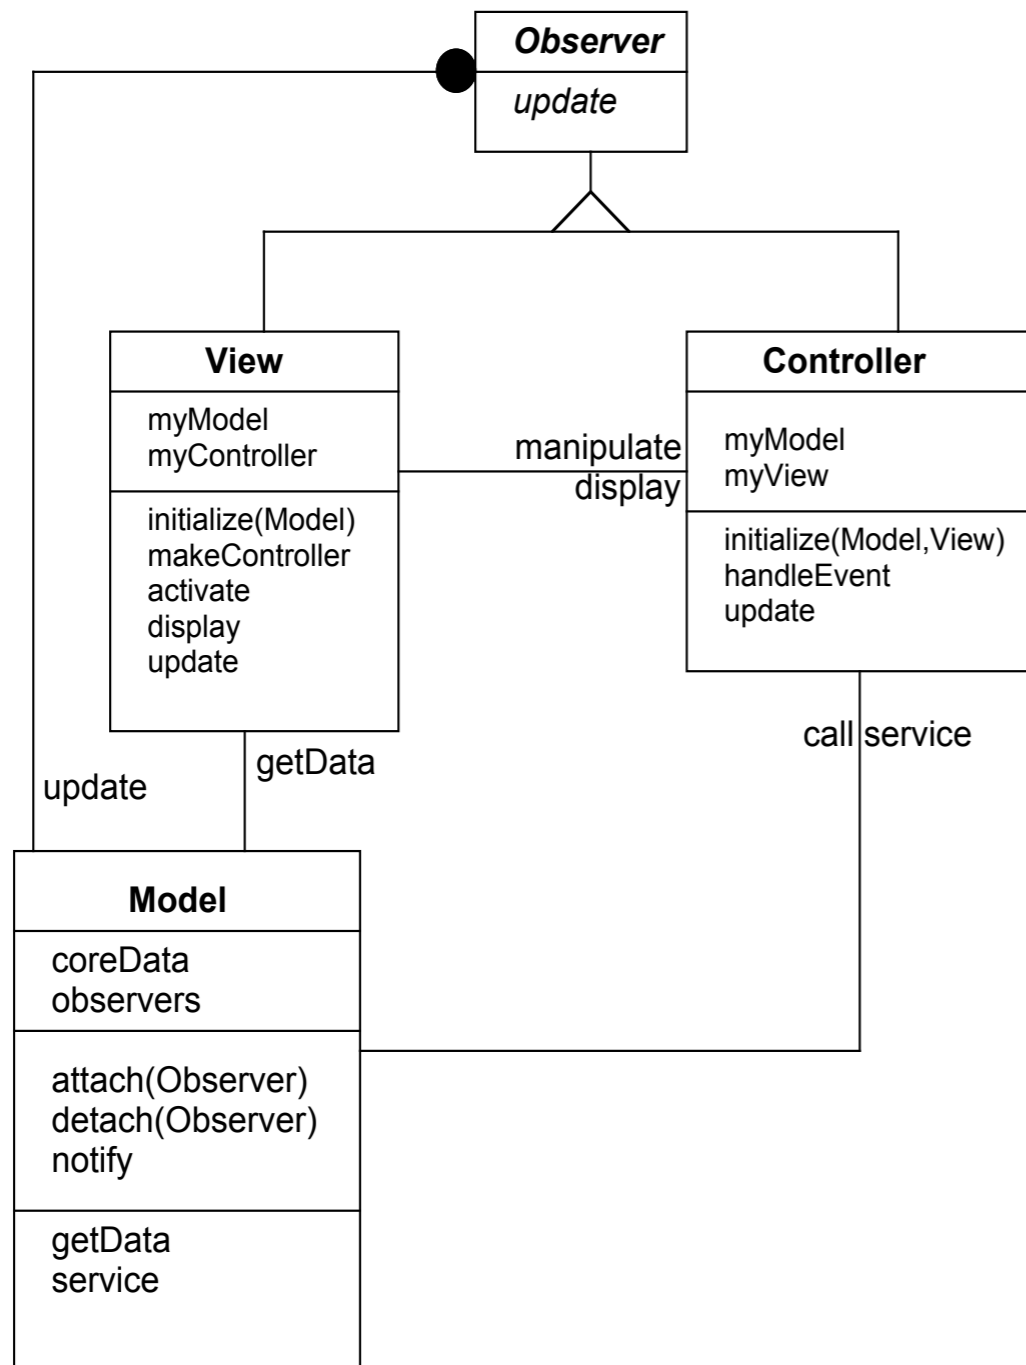 Observer
update
View
myModel
myController
initialize(Model)
makeController
activate
display
update
manipulate
display
Controller
myModel
myView
initialize(Model,View)
handleEvent
update
call service
getData
update
Model
coreData
observers
attach(Observer)
detach(Observer)
notify
getData
service